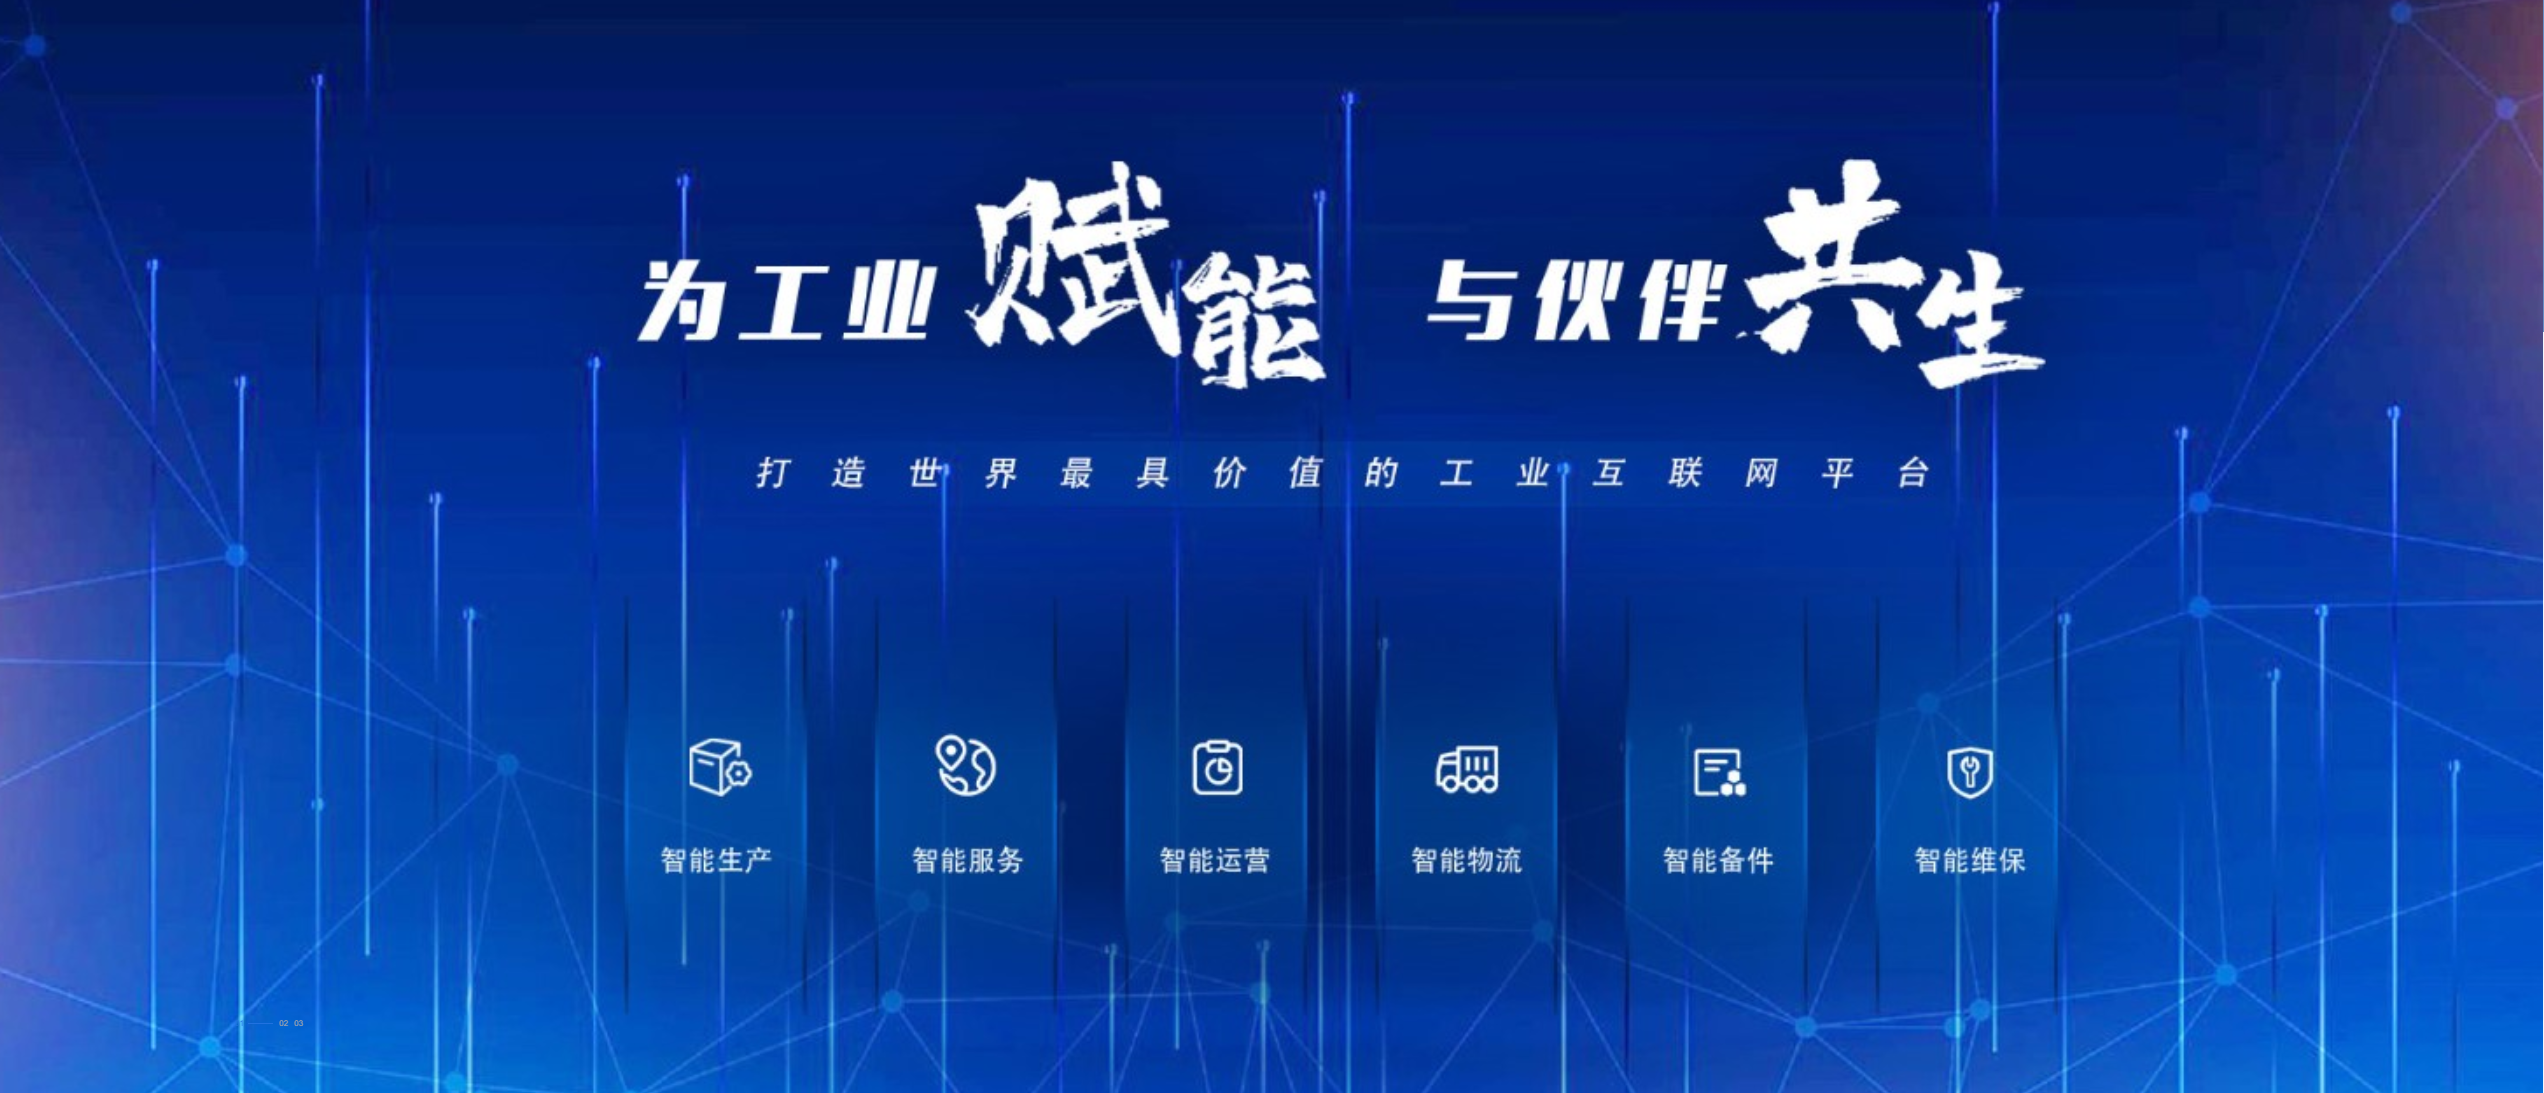 为工业赋能 与伙伴共生
打造世界最具价值的工业互联网平台
智能生产 智能服务 智能运营 智能物流 智能备件 智能维保
02 03